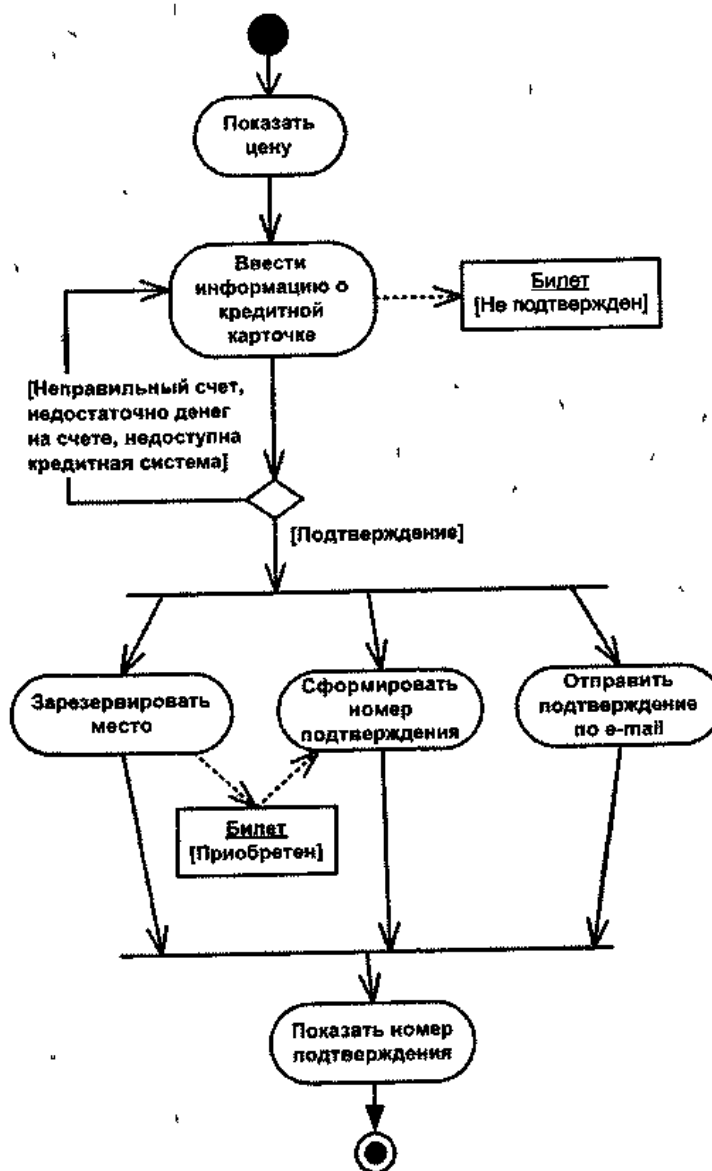 Показать
цену
Ввести
информацию о
кредитной
карточке
Билет
[Не подтвержден]
[Неправильный счет,
недостаточно денег
на счете, недоступна
кредитная система]
[Подтверждение]
Зарезервировать
место
Сформировать
номер
подтверждения
Отправить
подтверждение
по e-mail
Билет
[Приобретен]
Показать номер
подтверждения